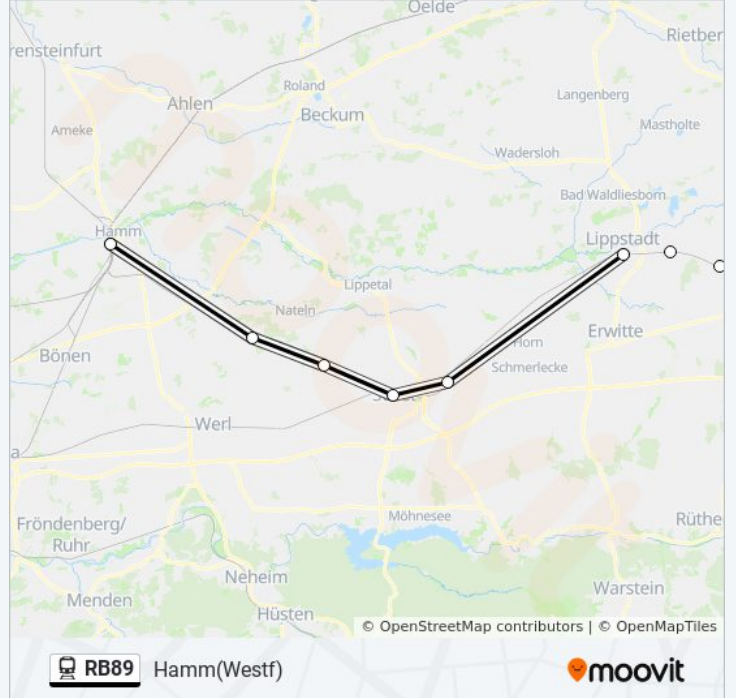 Oelde
rensteinfurt
Rietber
Roland
Langenberg
Ahlen
Beckum
Mastholte
Ameke
Wadersloh
Bad Waldliesborn
Hamm
Lippstadt
Lippetal
Nateln
Erwitte
Horn
Bönen
Schmerlecke
Werl
a
Möhnesee
Fröndenberg/
Ruhr
Rüthe
Neheim
Warstein
Menden
Hüsten
© OpenStreetMap contributors | © OpenMapTiles
RB89 Hamm(Westf)
moovit